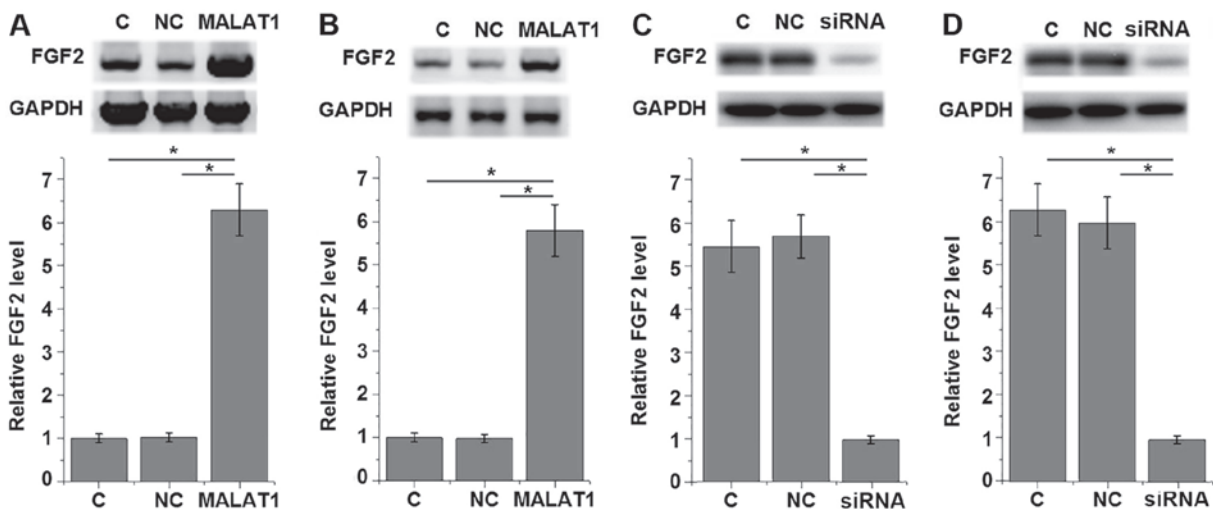 A
C NC MALAT1
FGF2
GAPDH
*
*
Relative FGF2 level
7
6
5
4
3
2
1
0
C NC MALAT1
B
C NC MALAT1
FGF2
GAPDH
*
*
Relative FGF2 level
7
6
5
4
3
2
1
0
C NC MALAT1
C
C NC siRNA
FGF2
GAPDH
*
*
Relative FGF2 level
7
6
5
4
3
2
1
0
C NC siRNA
D
C NC siRNA
FGF2
GAPDH
*
*
Relative FGF2 level
7
6
5
4
3
2
1
0
C NC siRNA